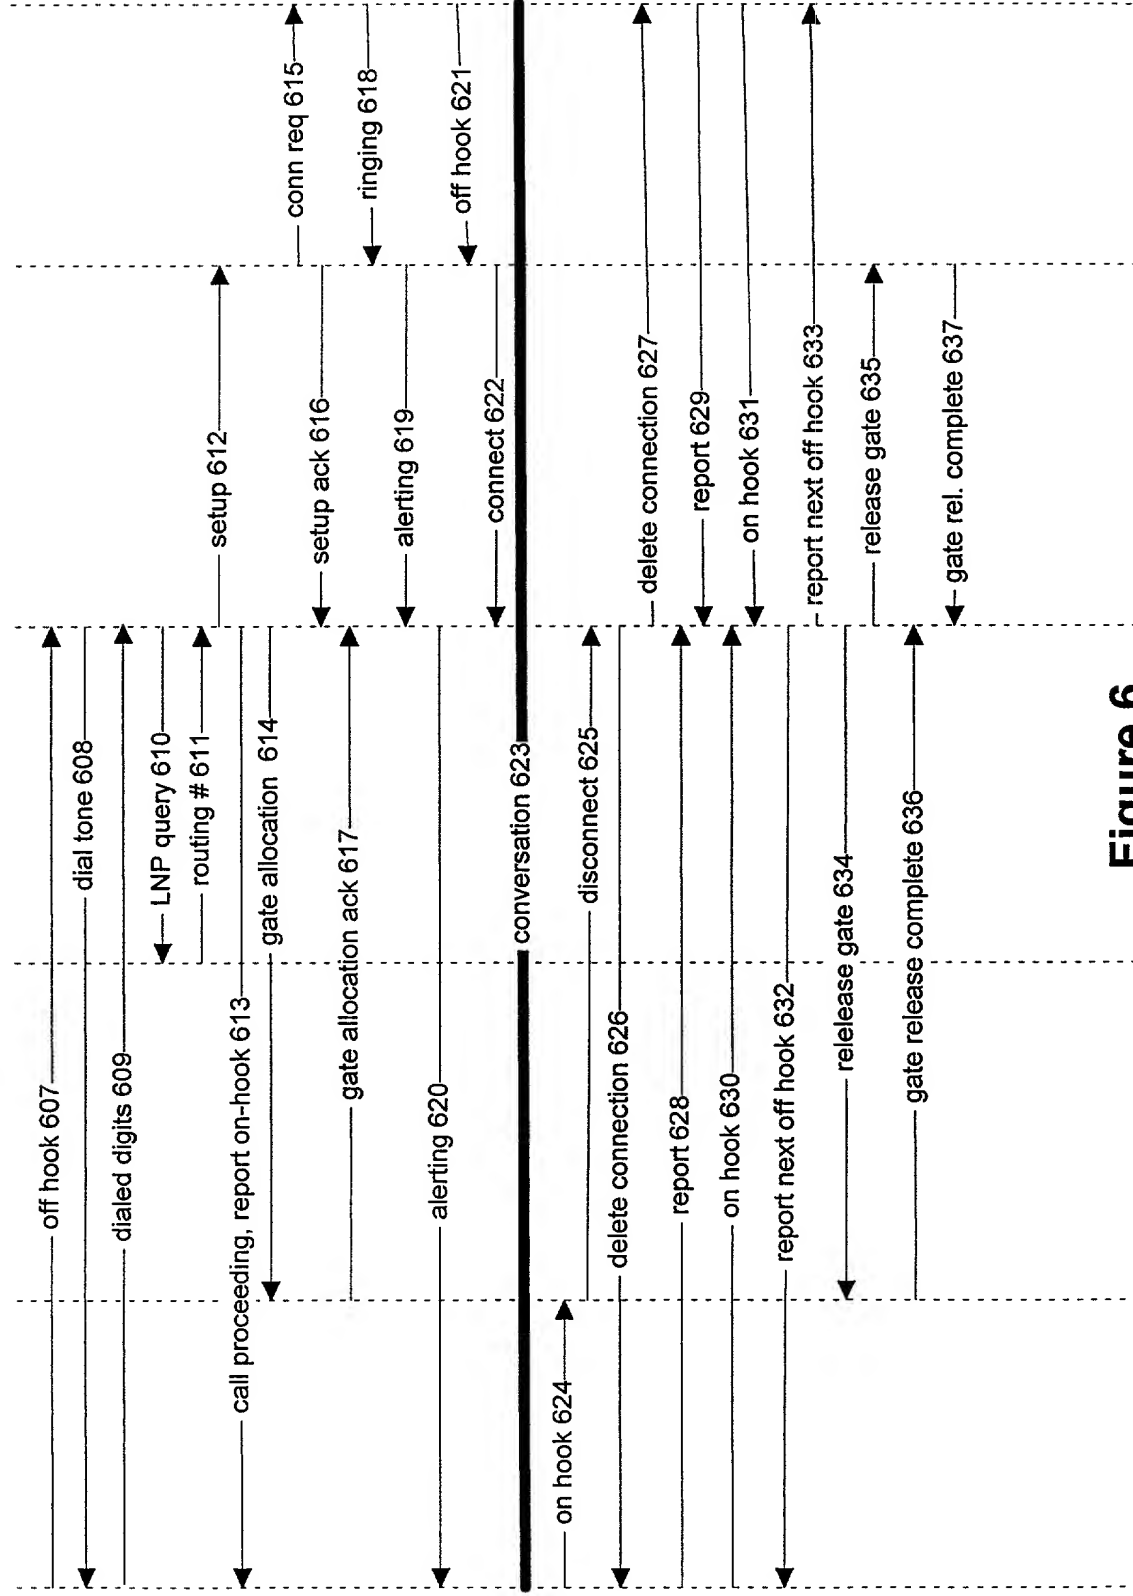 off hook 607
dial tone 608
dialed digits 609
LNP query 610
routing # 611
setup 612
call proceeding, report on-hook 613
gate allocation 614
conn req 615
setup ack 616
gate allocation ack 617
ringing 618
alerting 619
alerting 620
off hook 621
connect 622
conversation 623
on hook 624
disconnect 625
delete connection 626
delete connection 627
report 628
report 629
on hook 630
on hook 631
report next off hook 632
report next off hook 633
relelease gate 634
release gate 635
gate release complete 636
gate rel. complete 637
Figure 6